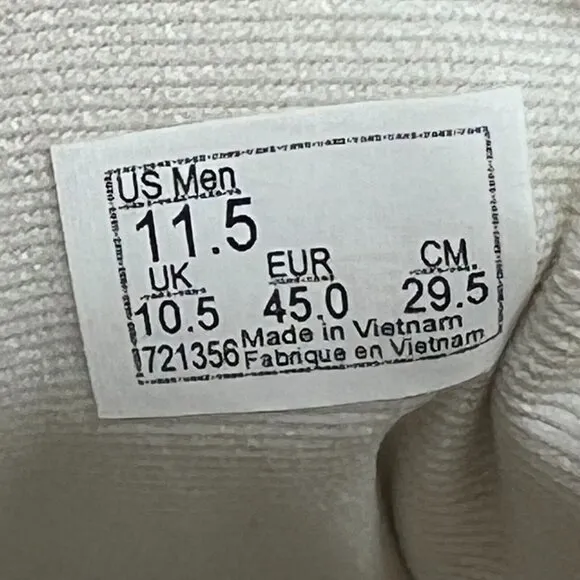 US Men
11.5
UK EUR CM.
10.5 45.0 29.5
1721356 Made in Vietnam
Fabrique en Vietnam